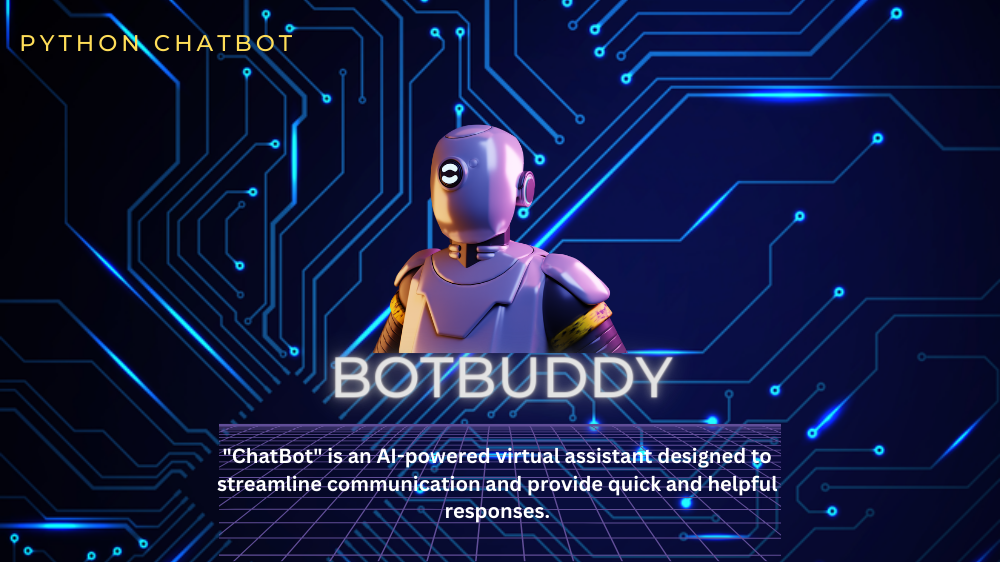 PYTHON CHATBOT
BOTBUDDY
"ChatBot" is an AI-powered virtual assistant designed to
streamline communication and provide quick and helpful
responses.